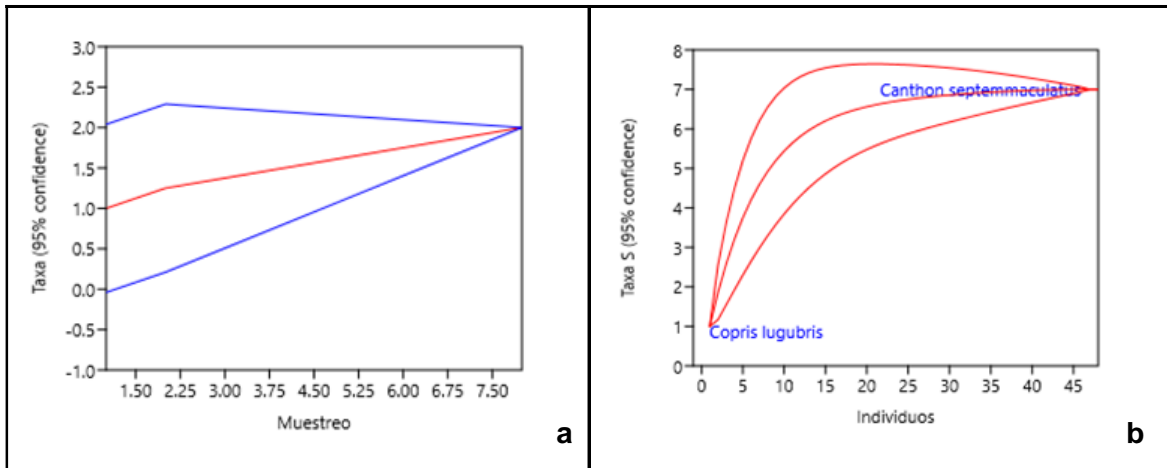 3.0
2.5
2.0
1.5
1.0
0.5
0.0
-0.5
-1.0
Taxa (95% confidence)
1.50 2.25 3.00 3.75 4.50 5.25 6.00 6.75 7.50
Muestreo
a
8
7
6
5
4
3
2
1
0
Taxa S (95% confidence)
Canthon septemmaculatus
Copris lugubris
0 5 10 15 20 25 30 35 40 45
Individuos
b